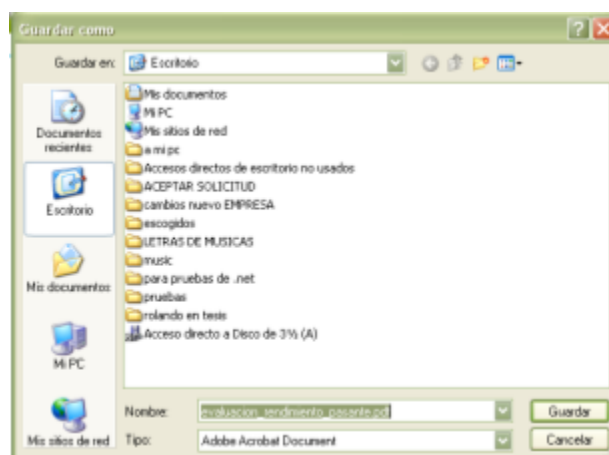 Guardar como
Guardar en:
Escritorio
Documentos
recientes
Escritorio
Mis documentos
Mi PC
Mis sitios de red
Mis documentos
Mi PC
Mis sitios de red
a mi pc
Accesos directos de escritorio no usados
ACEPTAR SOLICITUD
cambios nuevo EMPRESA
escogidos
LETRAS DE MUSICAS
music
para pruebas de .net
pruebas
rolando en tesis
Acceso directo a Disco de 3½ (A)
Nombre:
evaluacion_rendimiento_pasante.pdf
Guardar
Tipo:
Adobe Acrobat Document
Cancelar